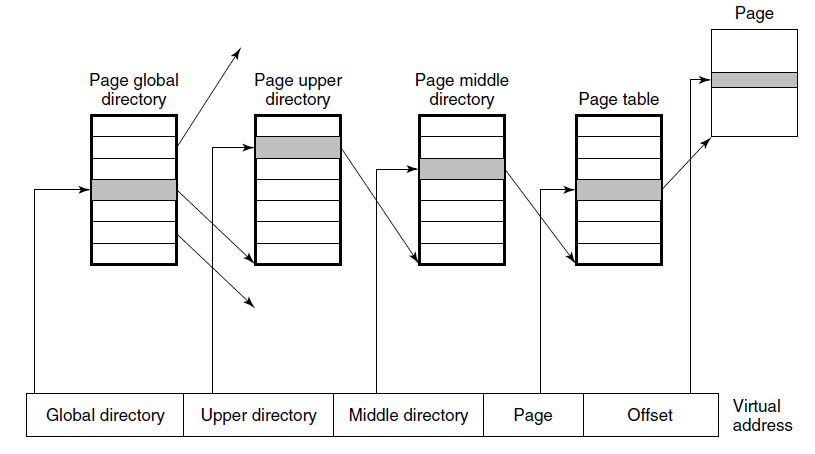 Page
Page global
directory
Page upper
directory
Page middle
directory
Page table
Global directory
Upper directory
Middle directory
Page
Offset
Virtual
address